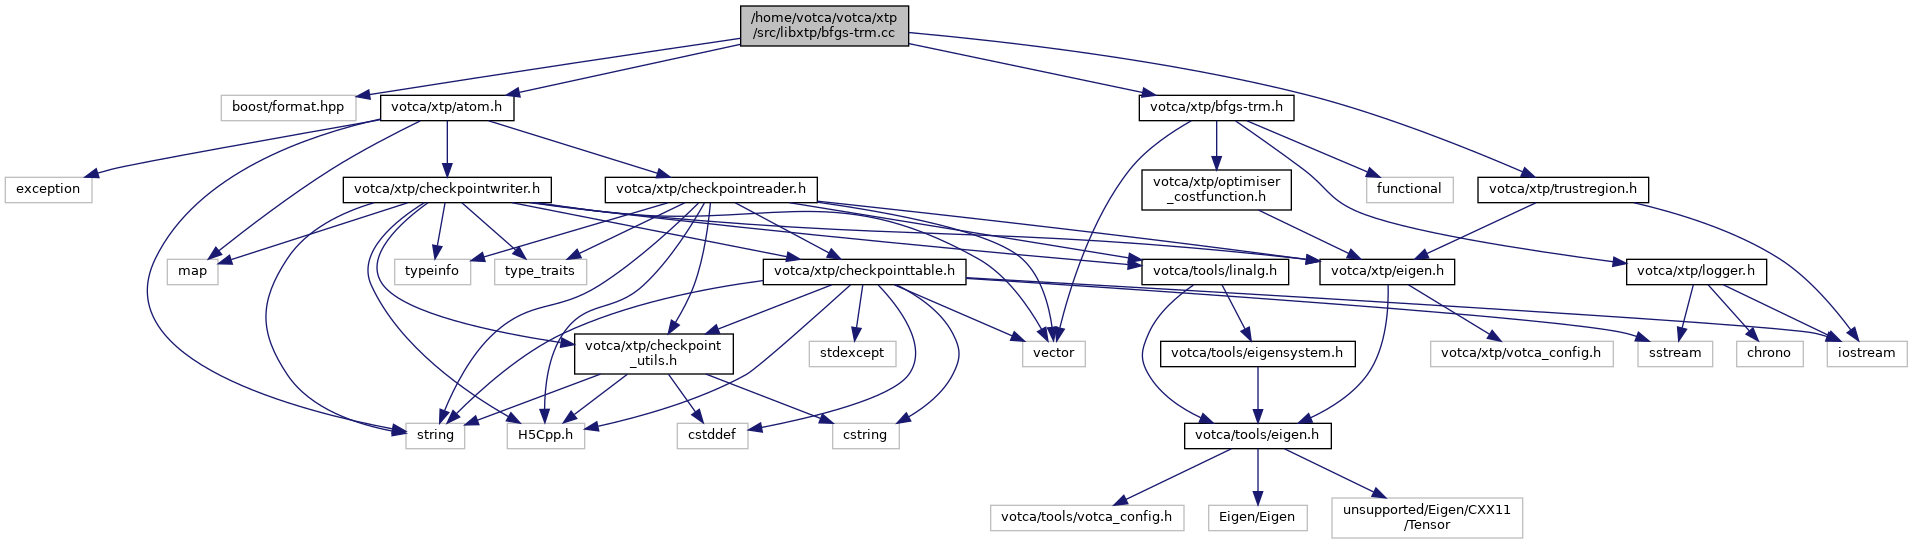 /home/votca/votca/xtp
/src/libxtp/bfgs-trm.cc
boost/format.hpp
votca/xtp/atom.h
votca/xtp/bfgs-trm.h
exception
votca/xtp/checkpointwriter.h
votca/xtp/checkpointreader.h
votca/xtp/optimiser
_costfunction.h
functional
votca/xtp/trustregion.h
map
typeinfo
type_traits
votca/xtp/checkpointtable.h
votca/tools/linalg.h
votca/xtp/eigen.h
votca/xtp/logger.h
votca/xtp/checkpoint
_utils.h
stdexcept
vector
votca/tools/eigensystem.h
votca/xtp/votca_config.h
sstream
chrono
iostream
string
H5Cpp.h
cstddef
cstring
votca/tools/eigen.h
votca/tools/votca_config.h
Eigen/Eigen
unsupported/Eigen/CXX11
/Tensor